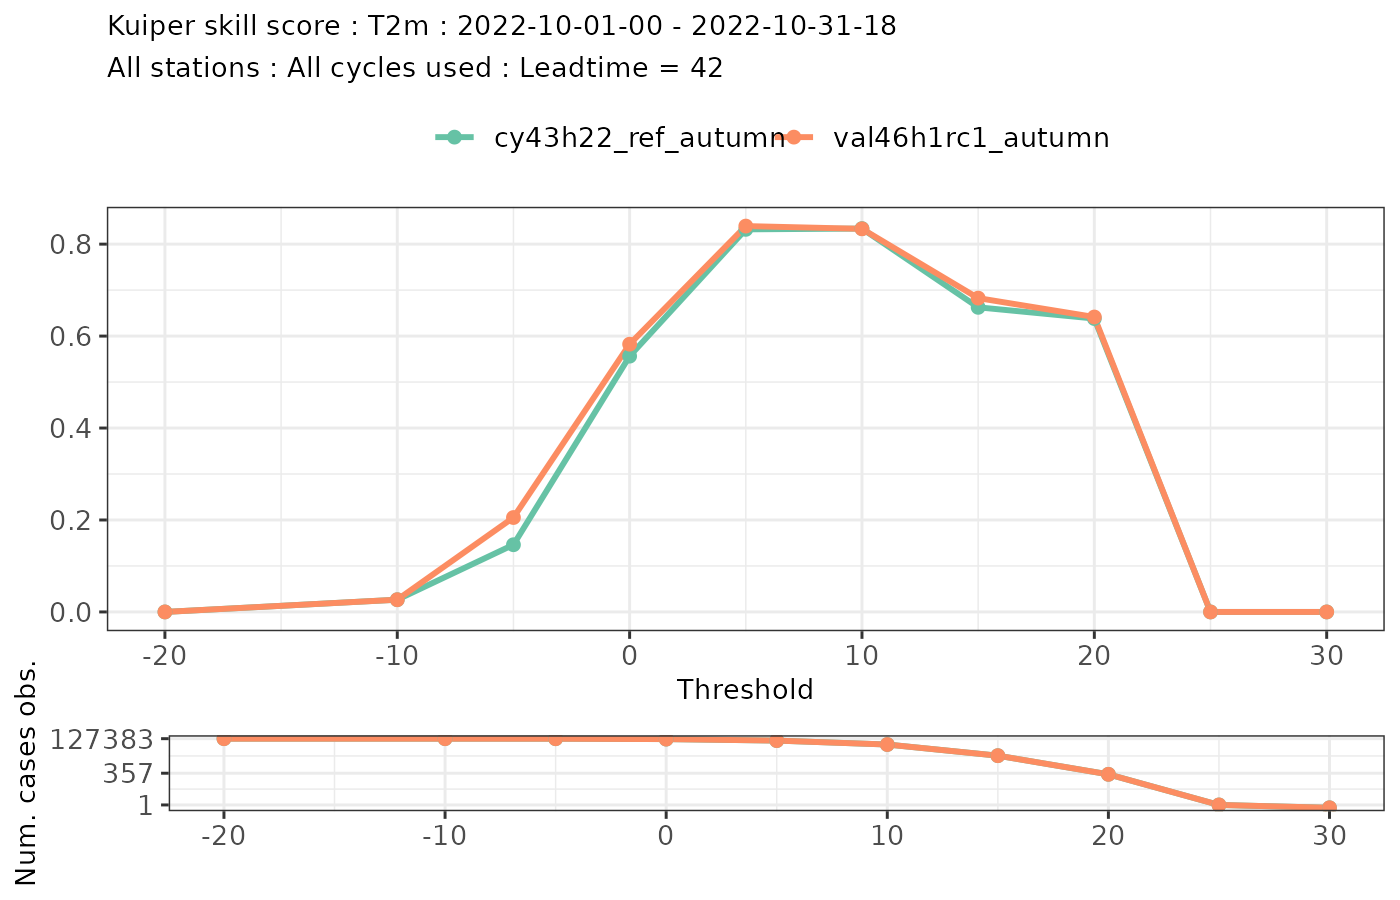 Kuiper skill score : T2m : 2022-10-01-00 - 2022-10-31-18
All stations : All cycles used : Leadtime = 42
cy43h22_ref_autumn val46h1rc1_autumn
0.8
0.6
0.4
0.2
0.0
-20 -10 0 10 20 30
Threshold
Num. cases obs.
127383
357
1
-20 -10 0 10 20 30